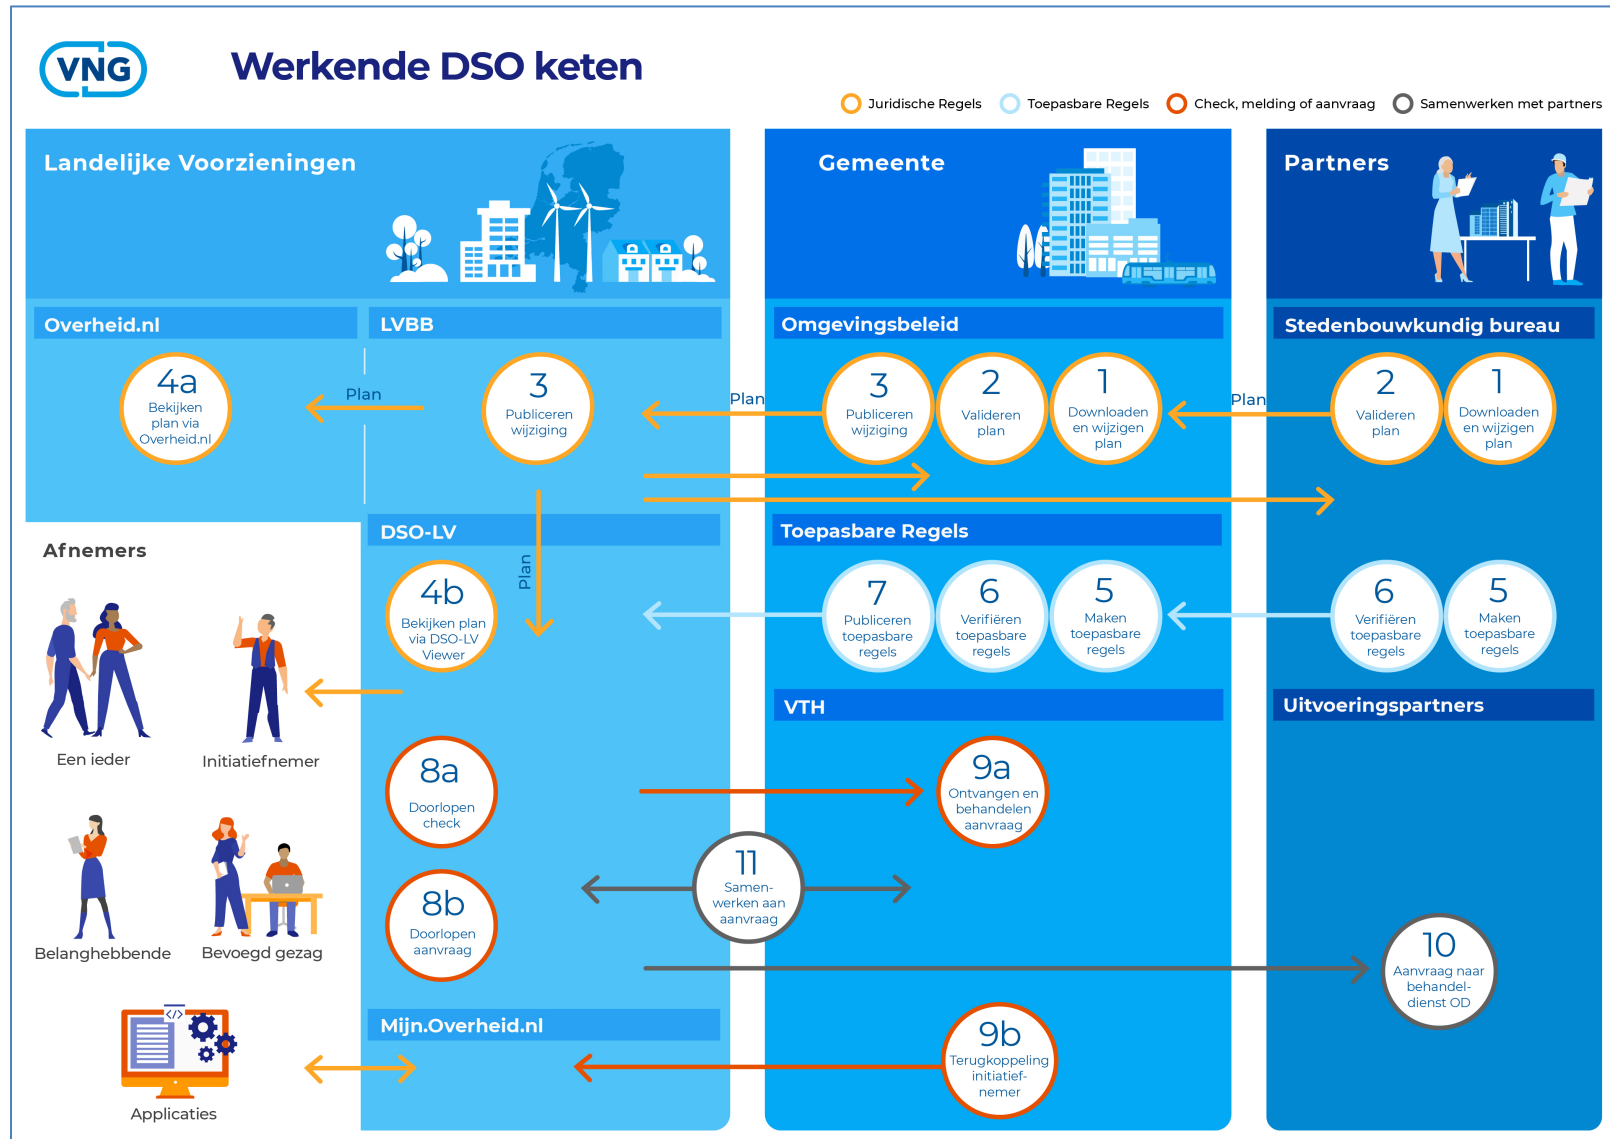 VNG
Werkende DSO keten
Juridische Regels
Toepasbare Regels
Check, melding of aanvraag
Samenwerken met partners
Landelijke Voorzieningen
Gemeente
Partners
Overheid.nl
LVBB
Omgevingsbeleid
Stedenbouwkundig bureau
4a
Bekijken
plan via
Overheid.nl
Plan
3
Publiceren
wijziging
Plan
3
Publiceren
wijziging
2
Valideren
plan
1
Downloaden
en wijzigen
plan
Plan
2
Valideren
plan
1
Downloaden
en wijzigen
plan
Afnemers
DSO-LV
Toepasbare Regels
Plan
4b
Bekijken plan
via DSO-LV
Viewer
7
Publiceren
toepasbare
regels
6
Verifiëren
toepasbare
regels
5
Maken
toepasbare
regels
6
Verifiëren
toepasbare
regels
5
Maken
toepasbare
regels
VTH
Uitvoeringspartners
Een ieder
Initiatiefnemer
8a
Doorlopen
check
9a
Ontvangen en
behandelen
aanvraag
11
Samen-
werken aan
aanvraag
8b
Doorlopen
aanvraag
Belanghebbende
Bevoegd gezag
10
Aanvraag naar
behandel-
dienst OD
</>
Mijn.Overheid.nl
9b
Terugkoppeling
initiatief-
nemer
Applicaties